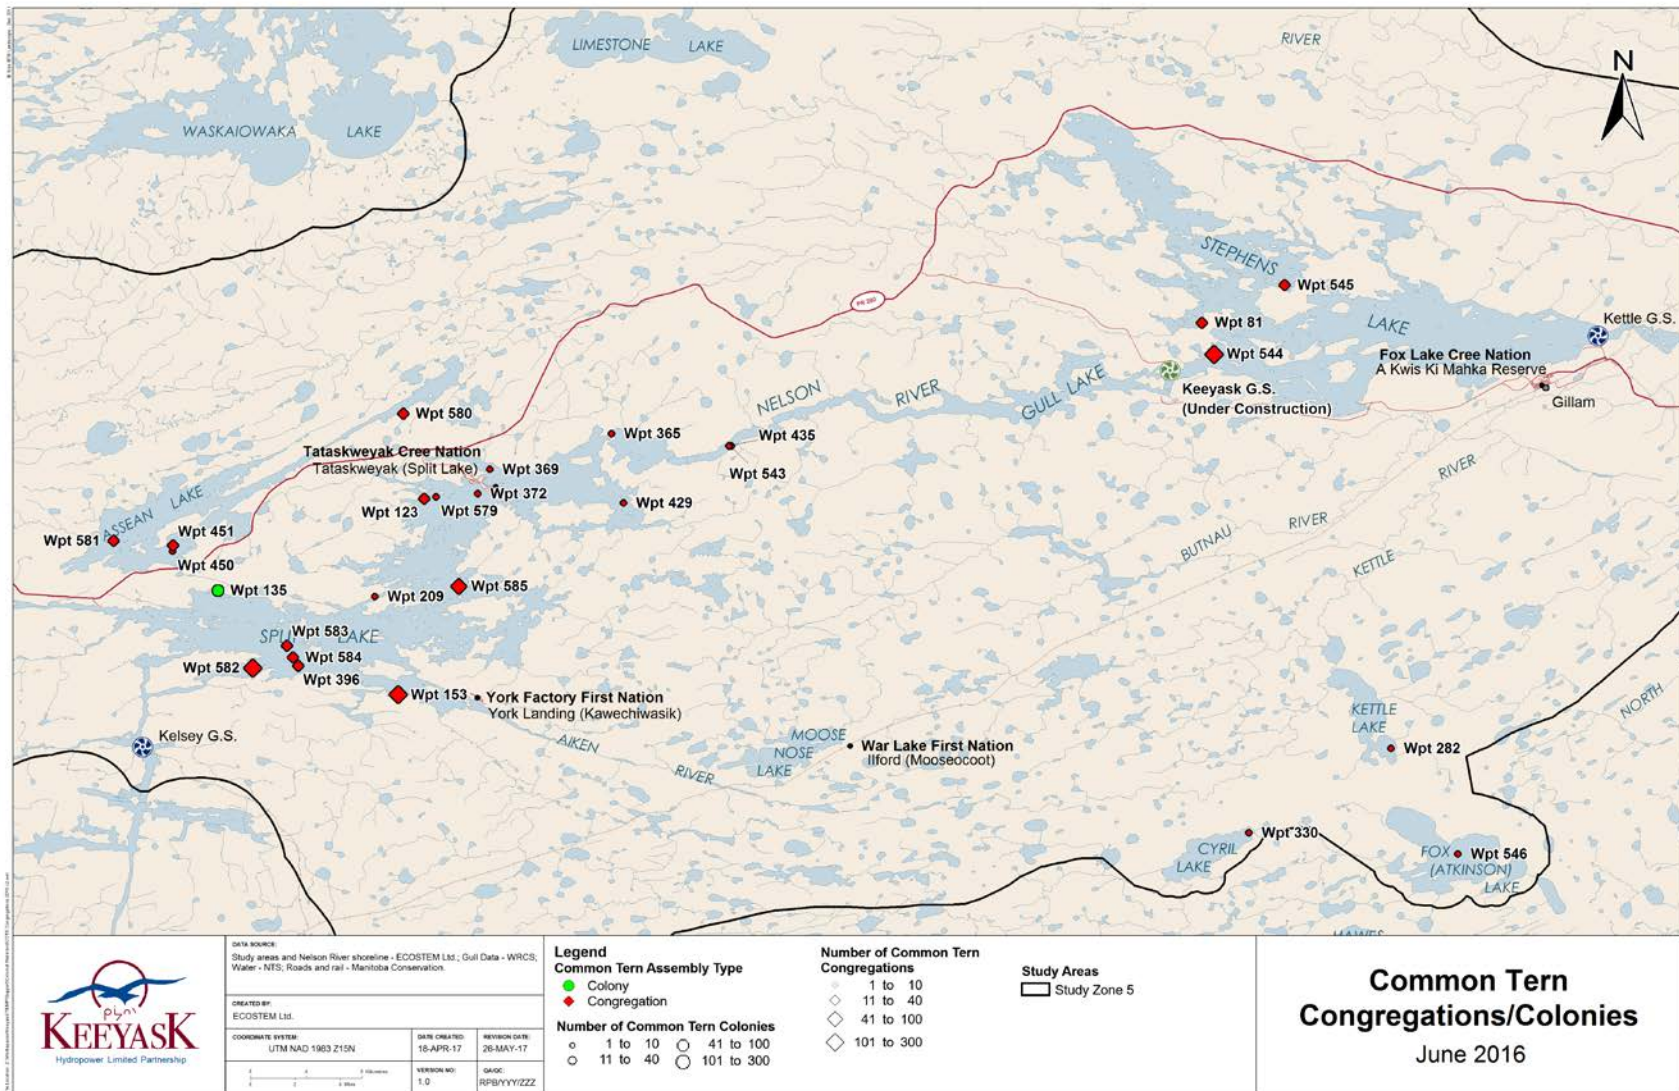 LIMESTONE LAKE
RIVER
N
WASKAIOWAKA LAKE
STEPHENS
LAKE
Wpt 545
PR 280
Wpt 81
Kettle G.S.
Wpt 544
Fox Lake Cree Nation
A Kwis Ki Mahka Reserve
Keeyask G.S.
(Under Construction)
Gillam
NELSON
RIVER
GULL LAKE
Wpt 580
Wpt 365
Wpt 435
Wpt 543
Tataskweyak Cree Nation
Tataskweyak (Split Lake)
Wpt 369
Wpt 372
Wpt 123
Wpt 579
Wpt 429
RIVER
ASSEAN LAKE
Wpt 581
Wpt 451
Wpt 450
BUTNAU
RIVER
KETTLE
Wpt 135
Wpt 209
Wpt 585
Wpt 583
SPLIT LAKE
Wpt 584
Wpt 582
Wpt 396
Wpt 153
York Factory First Nation
York Landing (Kawechiwasik)
Kelsey G.S.
AIKEN
RIVER
MOOSE
NOSE
LAKE
War Lake First Nation
Ilford (Mooseocoot)
KETTLE
LAKE
NORTH
Wpt 282
Wpt 330
CYRIL
LAKE
FOX
(ATKINSON)
LAKE
Wpt 546
HAWES
KEEYASK
Hydropower Limited Partnership
DATA SOURCE:
Study areas and Nelson River shoreline - ECOSTEM Ltd.; Gull Data - WRCS;
Water - NTS; Roads and rail - Manitoba Conservation.
CREATED BY:
ECOSTEM Ltd.
COORDINATE SYSTEM:
UTM NAD 1983 Z15N
DATE CREATED:
18-APR-17
REVISION DATE:
26-MAY-17
VERSION NO:
1.0
QA/QC:
RPB/YYY/ZZZ
Legend
Common Tern Assembly Type
Colony
Congregation
Number of Common Tern Colonies
1 to 10
11 to 40
41 to 100
101 to 300
Number of Common Tern
Congregations
1 to 10
11 to 40
41 to 100
101 to 300
Study Areas
Study Zone 5
Common Tern
Congregations/Colonies
June 2016